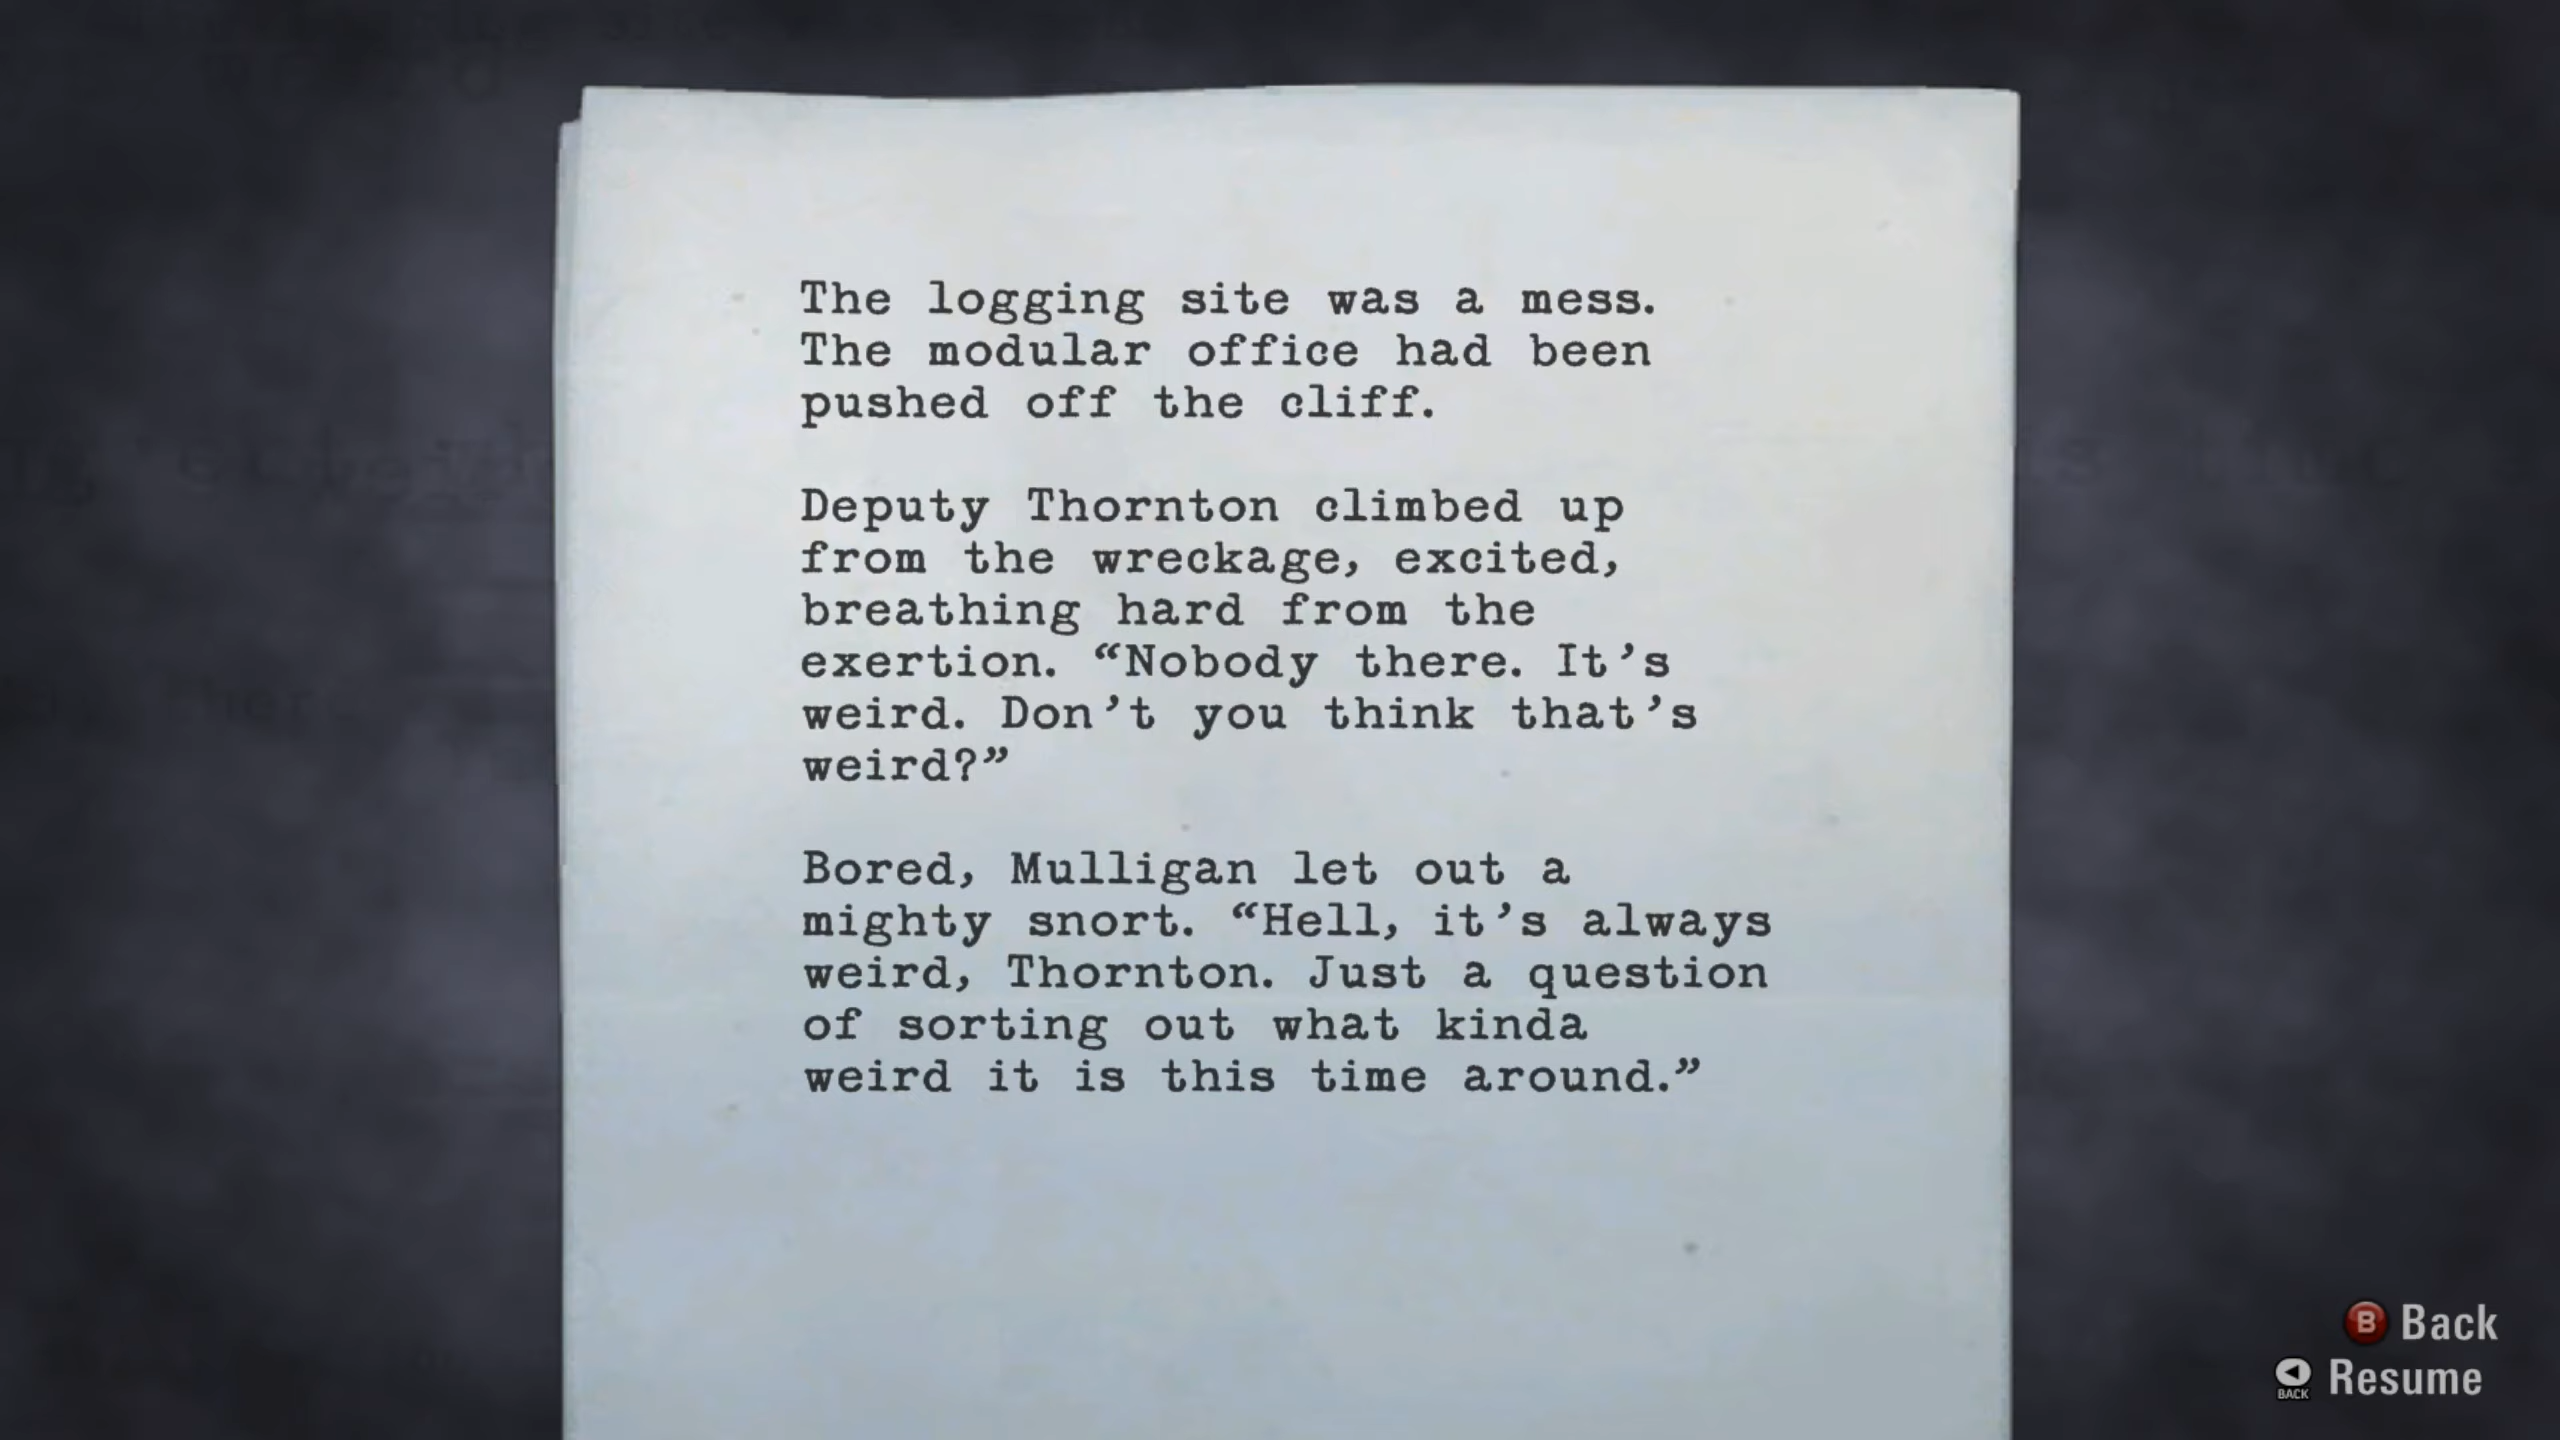 The logging site was a mess.
The modular office had been
pushed off the cliff.
Deputy Thornton climbed up
from the wreckage, excited,
breathing hard from the
exertion. “Nobody there. It’s
weird. Don’t you think that’s
weird?”
Bored, Mulligan let out a
mighty snort. “Hell, it’s always
weird, Thornton. Just a question
of sorting out what kinda
weird it is this time around.”
B Back
BACK Resume